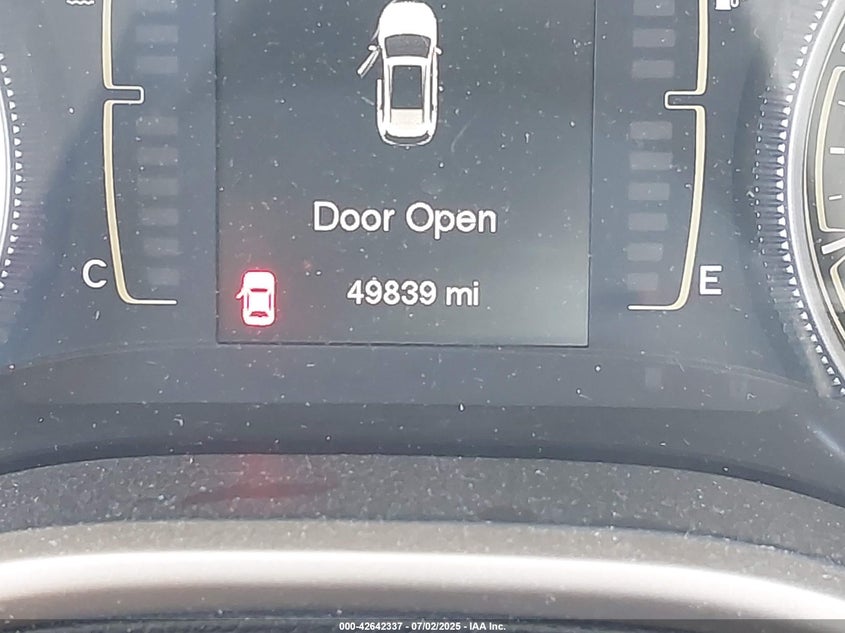 Door Open
C
49839 mi
E
000-42642337 - 07/02/2025 - IAA Inc.